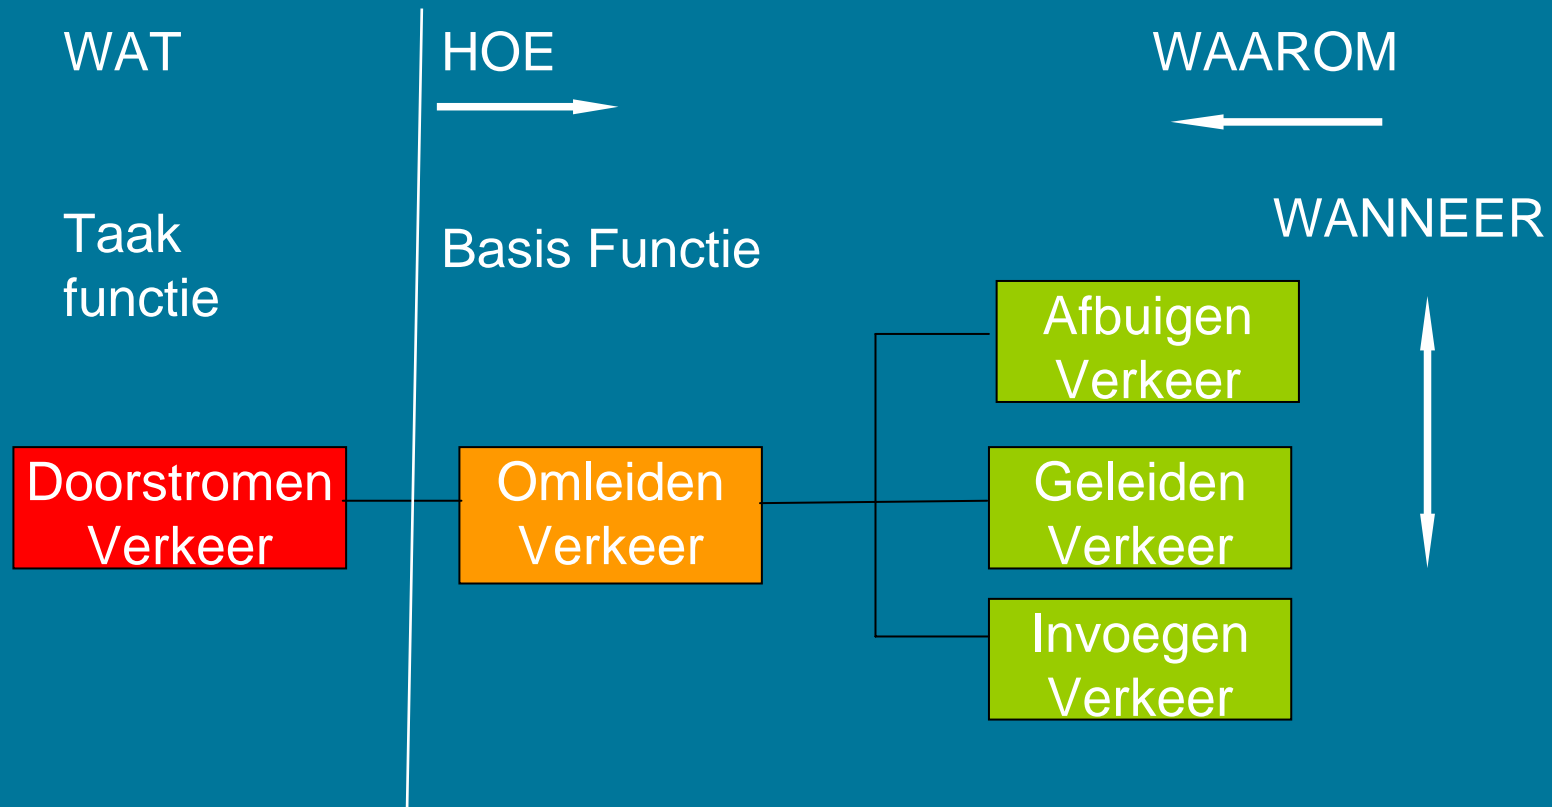 WAT
HOE
WAAROM
WANNEER
Taak
functie
Basis Functie
Afbuigen
Verkeer
Doorstromen
Verkeer
Omleiden
Verkeer
Geleiden
Verkeer
Invoegen
Verkeer